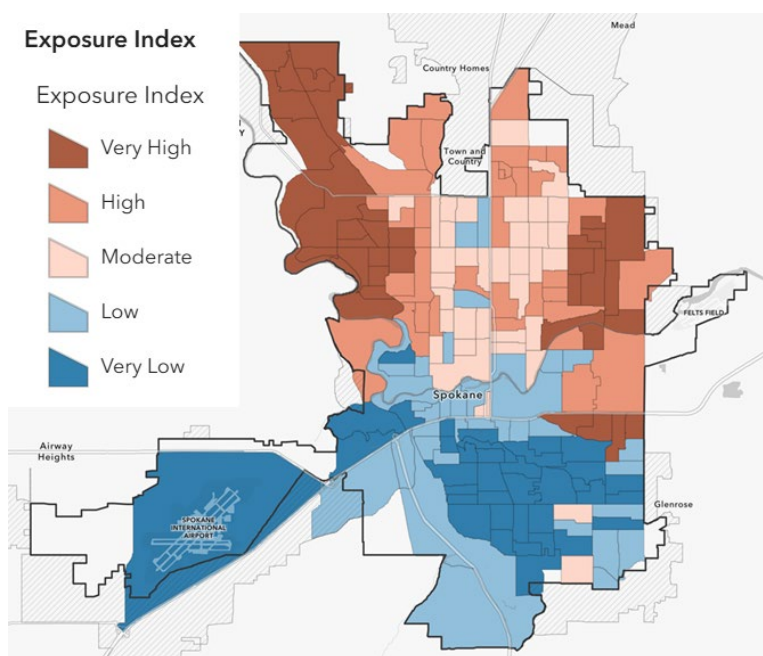 Exposure Index
Exposure Index
Very High
High
Moderate
Low
Very Low
Mead
Country Homes
Town and
Country
FELTS FIELD
Spokane
Airway
Heights
SPOKANE
INTERNATIONAL
AIRPORT
Glenrose